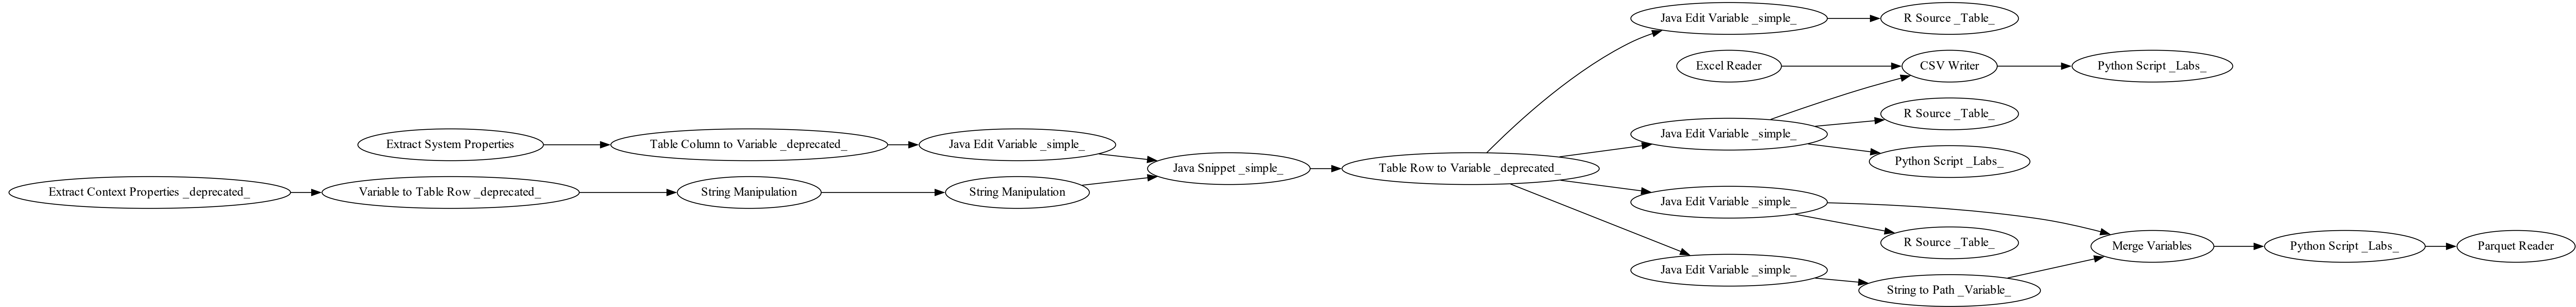 Java Edit Variable _simple_
R Source _Table_
Excel Reader
CSV Writer
Python Script _Labs_
R Source _Table_
Java Edit Variable _simple_
Extract System Properties
Table Column to Variable _deprecated_
Java Edit Variable _simple_
Python Script _Labs_
Java Snippet _simple_
Table Row to Variable _deprecated_
Extract Context Properties _deprecated_
Variable to Table Row _deprecated_
String Manipulation
String Manipulation
Java Edit Variable _simple_
R Source _Table_
Merge Variables
Python Script _Labs_
Parquet Reader
Java Edit Variable _simple_
String to Path _Variable_